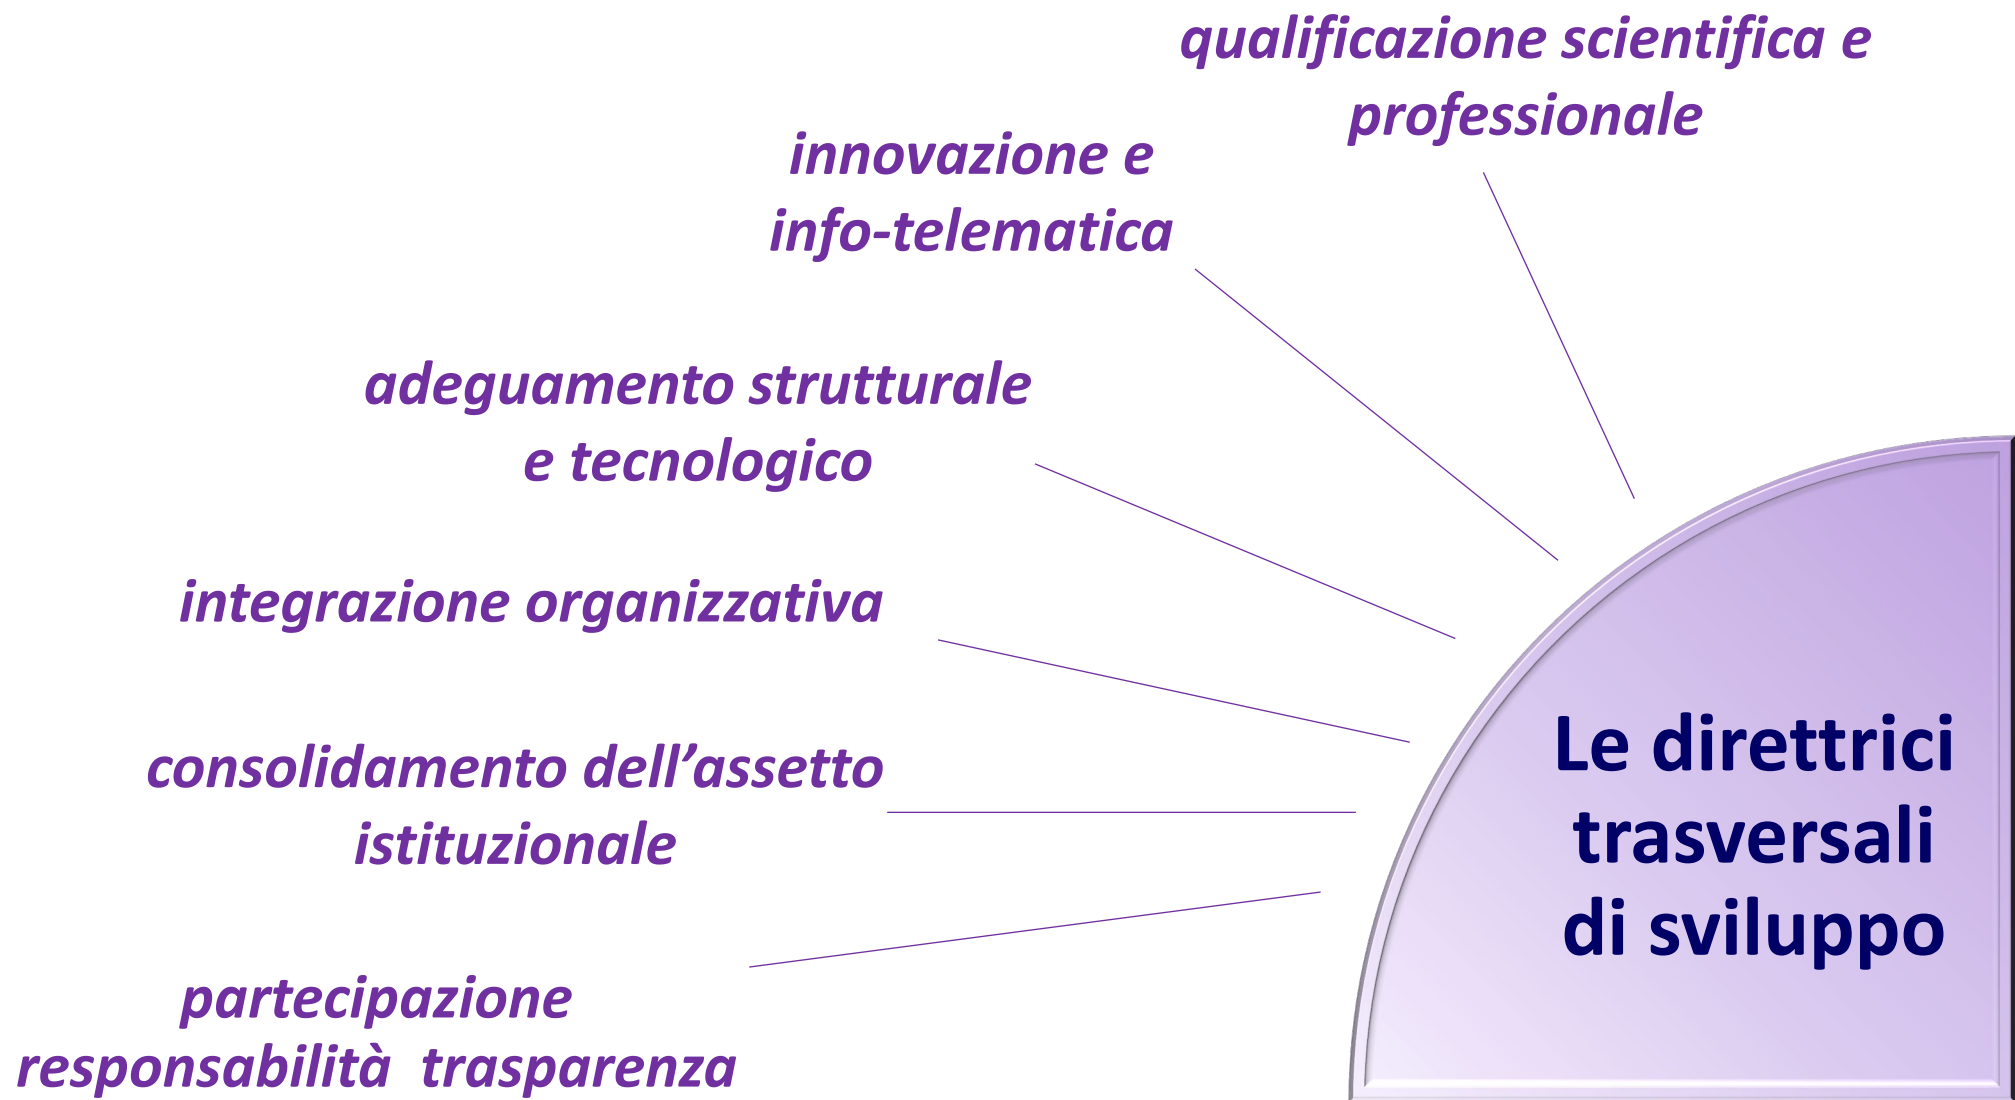 qualificazione scientifica e
professionale
innovazione e
info-telematica
adeguamento strutturale
e tecnologico
integrazione organizzativa
consolidamento dell’assetto
istituzionale
partecipazione
responsabilità  trasparenza
Le direttrici
trasversali
di sviluppo